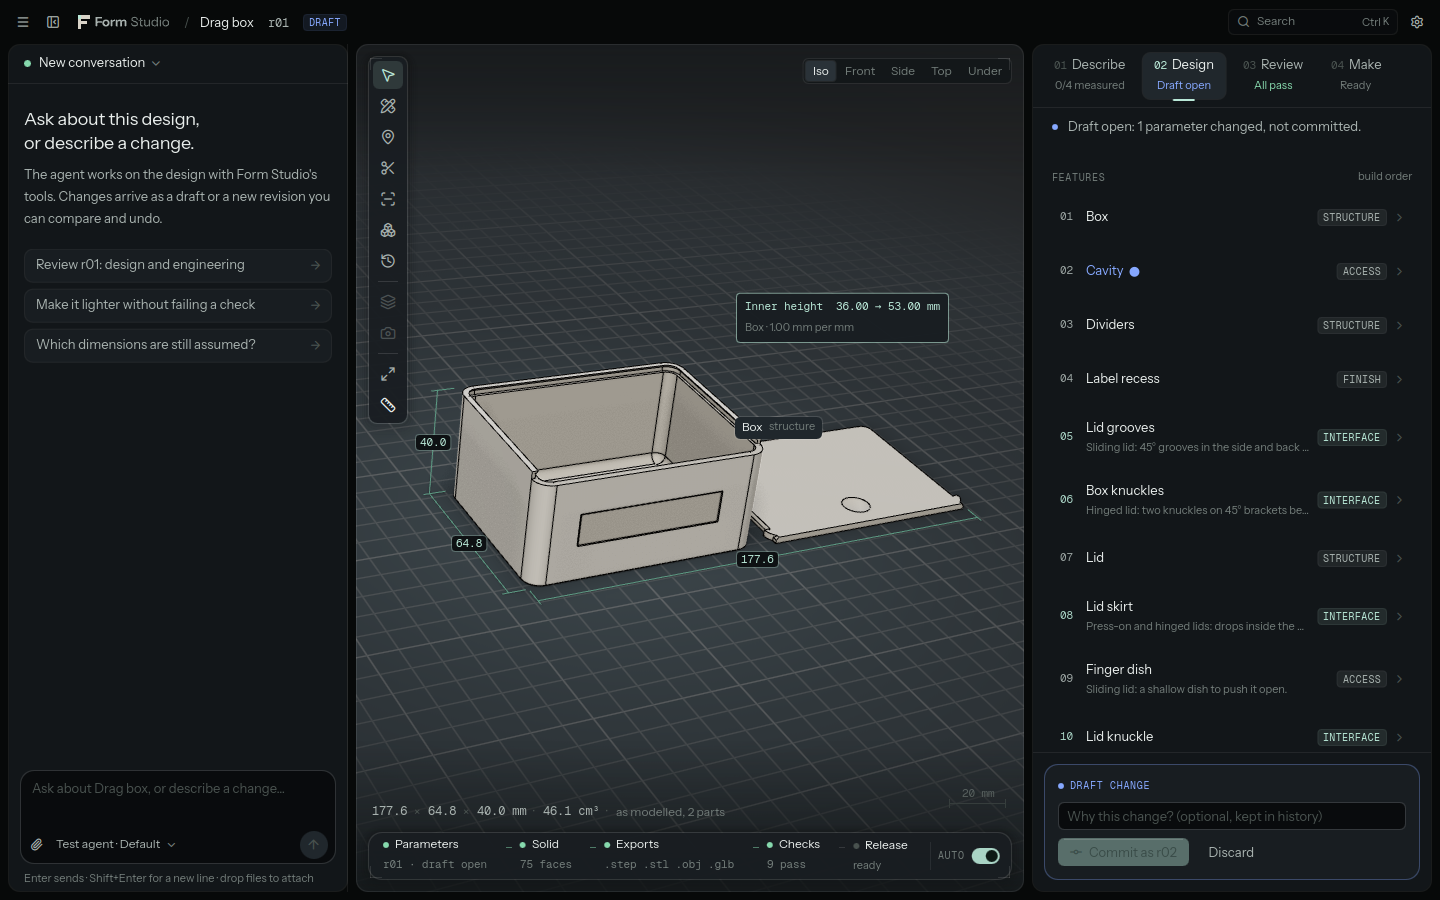 Form Studio / Drag box r01 DRAFT
Search Ctrl K
New conversation
Ask about this design,
or describe a change.
The agent works on the design with Form Studio's
tools. Changes arrive as a draft or a new revision you
can compare and undo.
Review r01: design and engineering
Make it lighter without failing a check
Which dimensions are still assumed?
Ask about Drag box, or describe a change...
Test agent · Default
Enter sends · Shift+Enter for a new line · drop files to attach
Iso Front Side Top Under
Inner height 36.00 → 53.00 mm
Box · 1.00 mm per mm
Box structure
40.0
64.8
177.6
20 mm
177.6 × 64.8 × 40.0 mm · 46.1 cm³ · as modelled, 2 parts
Parameters
r01 · draft open
Solid
75 faces
Exports
.step .stl .obj .glb
Checks
9 pass
Release
ready
AUTO
01 Describe
0/4 measured
02 Design
Draft open
03 Review
All pass
04 Make
Ready
Draft open: 1 parameter changed, not committed.
FEATURES build order
01 Box STRUCTURE
02 Cavity ACCESS
03 Dividers STRUCTURE
04 Label recess FINISH
05 Lid grooves INTERFACE
Sliding lid: 45° grooves in the side and back ...
06 Box knuckles INTERFACE
Hinged lid: two knuckles on 45° brackets be...
07 Lid STRUCTURE
08 Lid skirt INTERFACE
Press-on and hinged lids: drops inside the ...
09 Finger dish ACCESS
Sliding lid: a shallow dish to push it open.
10 Lid knuckle INTERFACE
DRAFT CHANGE
Why this change? (optional, kept in history)
Commit as r02 Discard